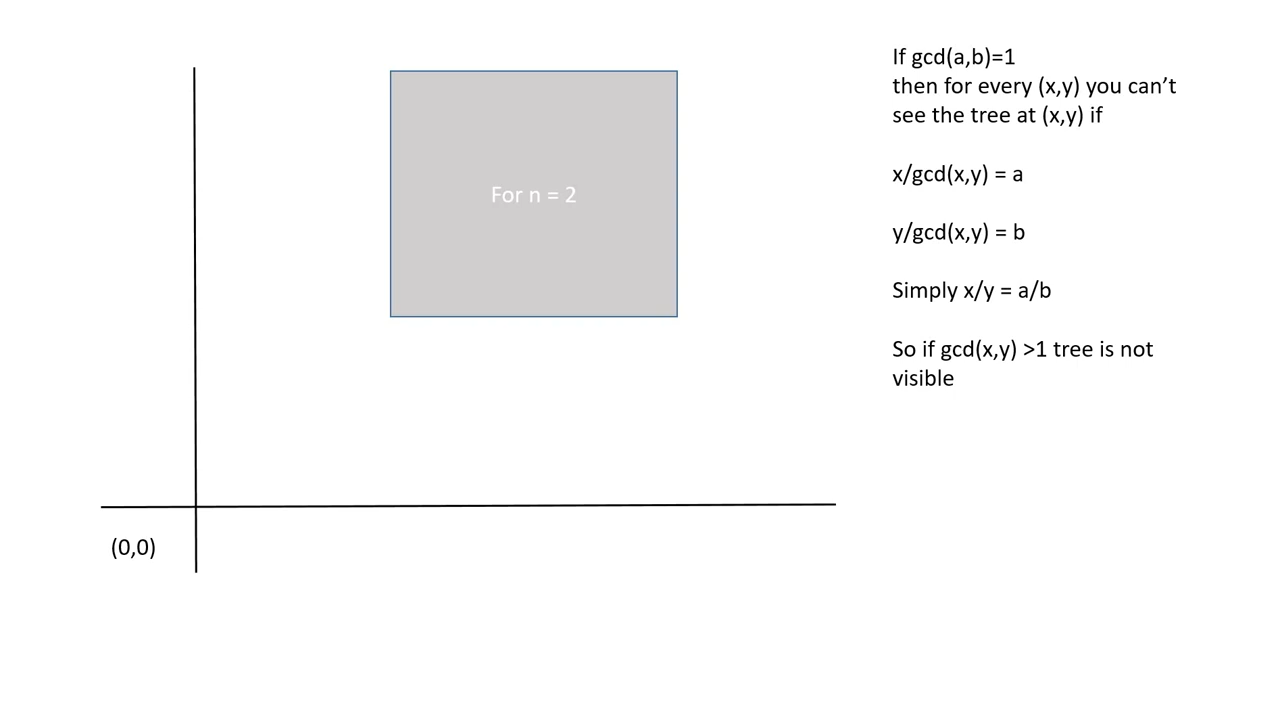 If gcd(a,b)=1
then for every (x,y) you can’t
see the tree at (x,y) if
x/gcd(x,y) = a
y/gcd(x,y) = b
Simply x/y = a/b
So if gcd(x,y) >1 tree is not
visible
For n = 2
(0,0)